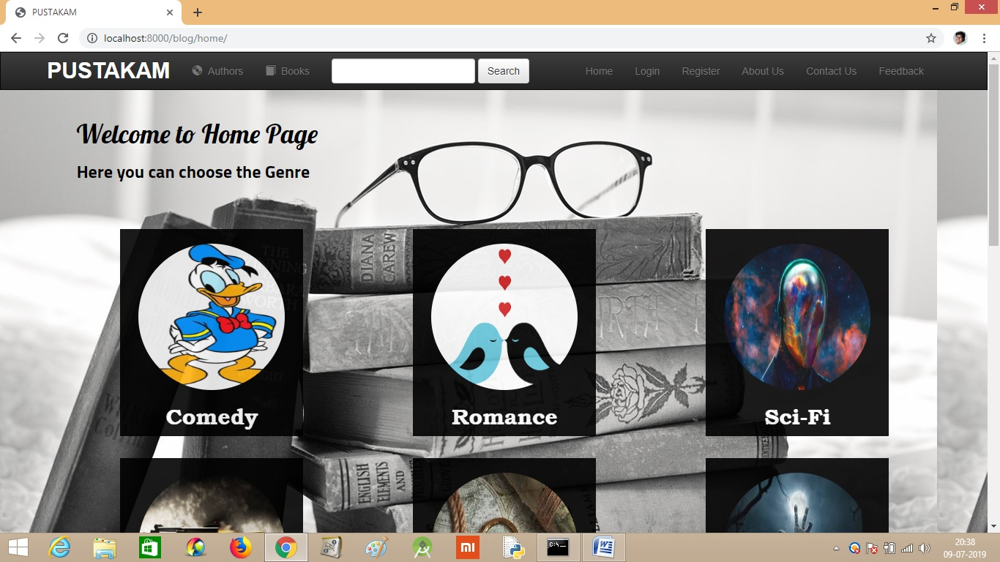 PUSTAKAM
localhost:8000/blog/home/
PUSTAKAM Authors Books Search Home Login Register About Us Contact Us Feedback
Welcome to Home Page
Here you can choose the Genre
DIANA
CAREW
THE
WORTH
Comedy
Romance
Sci-Fi
ENGLISH
ELEMENTS
AND
C:\_
20:38
09-07-2019